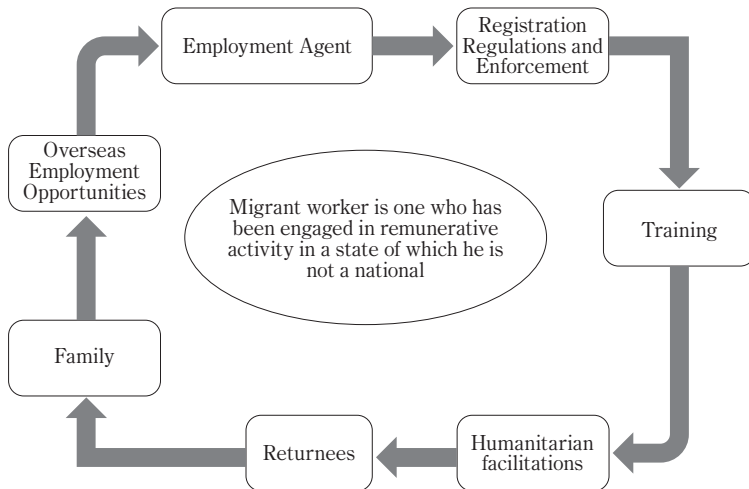 Employment Agent
Registration
Regulations and
Enforcement
Overseas
Employment
Opportunities
Migrant worker is one who has
been engaged in remunerative
activity in a state of which he is
not a national
Training
Family
Returnees
Humanitarian
facilitations